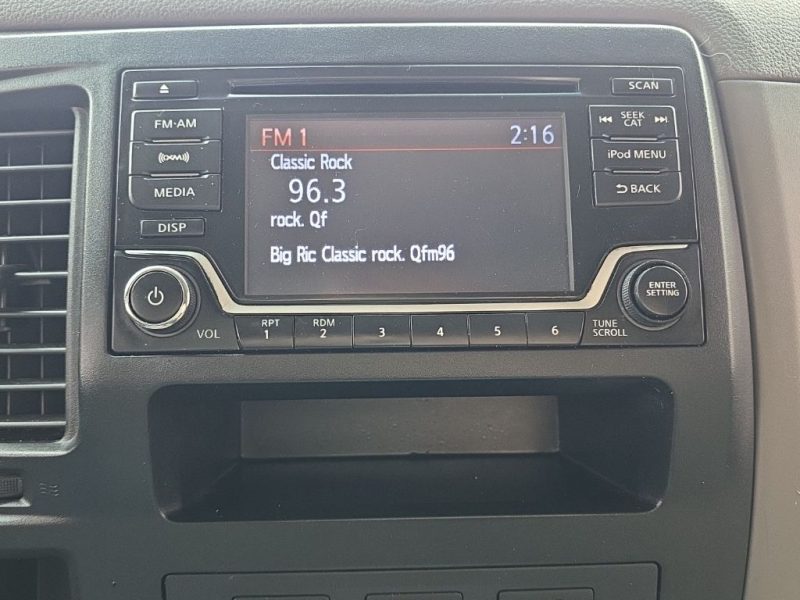 SCAN
FM·AM
SEEK
CAT
(XM)
iPod MENU
MEDIA
BACK
DISP
FM 1 2:16
Classic Rock
96.3
rock. Qf
Big Ric Classic rock. Qfm96
ENTER
SETTING
VOL
RPT
1
RDM
2
3
4
5
6
TUNE
SCROLL